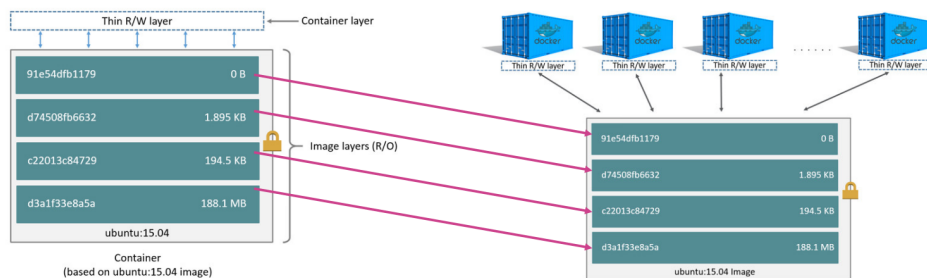 Thin R/W layer
Container layer
91e54dfb1179 0 B
d74508fb6632 1.895 KB
c22013c84729 194.5 KB
d3a1f33e8a5a 188.1 MB
ubuntu:15.04
Image layers (R/O)
Container
(based on ubuntu:15.04 image)
docker docker docker docker
Thin R/W layer Thin R/W layer Thin R/W layer . . . . . . Thin R/W layer
91e54dfb1179 0 B
d74508fb6632 1.895 KB
c22013c84729 194.5 KB
d3a1f33e8a5a 188.1 MB
ubuntu:15.04 Image